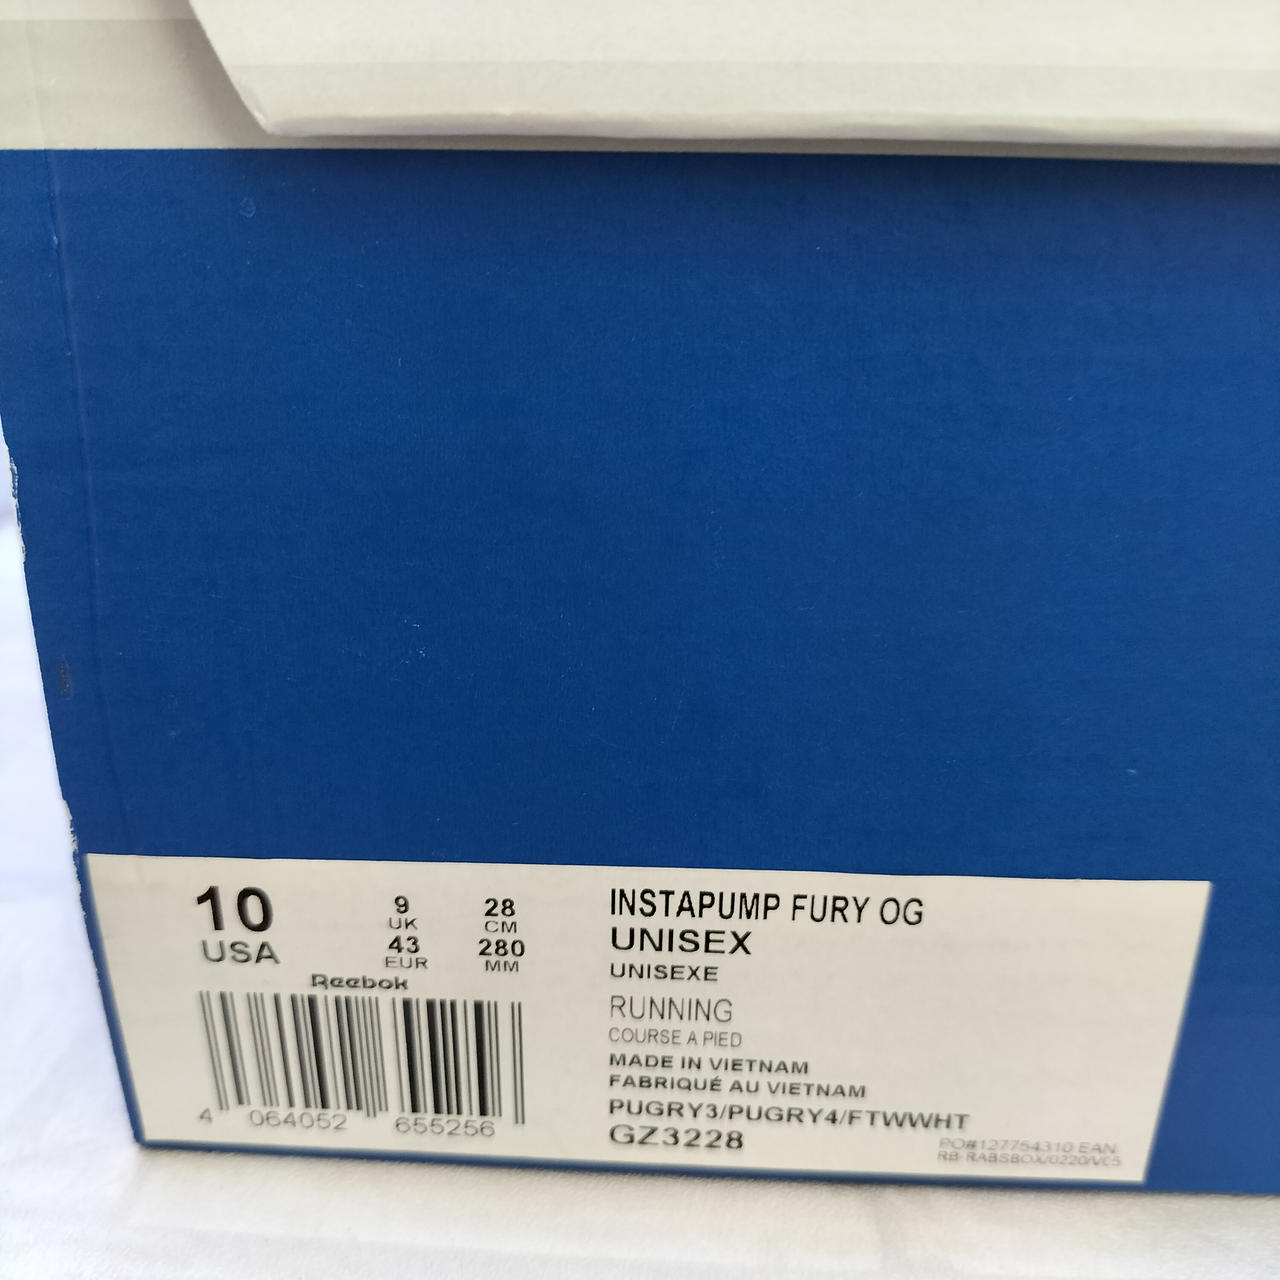 10
USA
9
UK
43
EUR
28
CM
280
MM
Reebok
4 064052 655256
INSTAPUMP FURY OG
UNISEX
UNISEXE
RUNNING
COURSE A PIED
MADE IN VIETNAM
FABRIQUÉ AU VIETNAM
PUGRY3/PUGRY4/FTWWHT
GZ3228
PO#127754310 EAN
RB-RABSBOX/0220/VC5